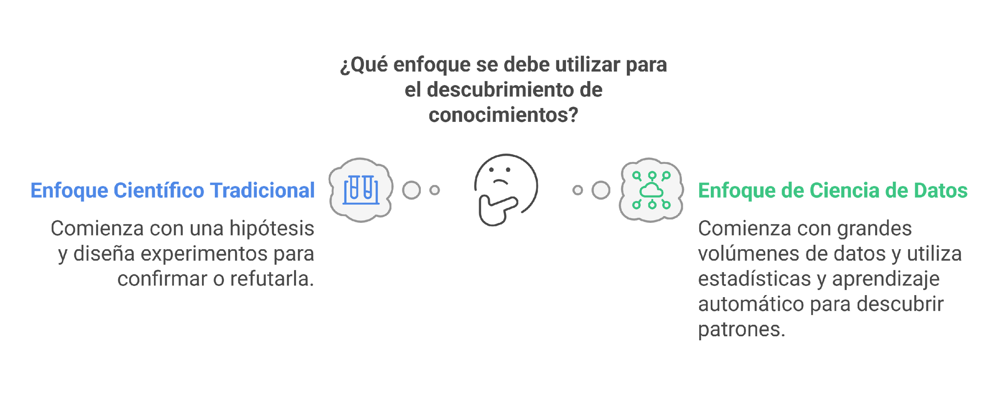 ¿Qué enfoque se debe utilizar para
el descubrimiento de
conocimientos?
Enfoque Científico Tradicional
Comienza con una hipótesis
y diseña experimentos para
confirmar o refutarla.
Enfoque de Ciencia de Datos
Comienza con grandes
volúmenes de datos y utiliza
estadísticas y aprendizaje
automático para descubrir
patrones.